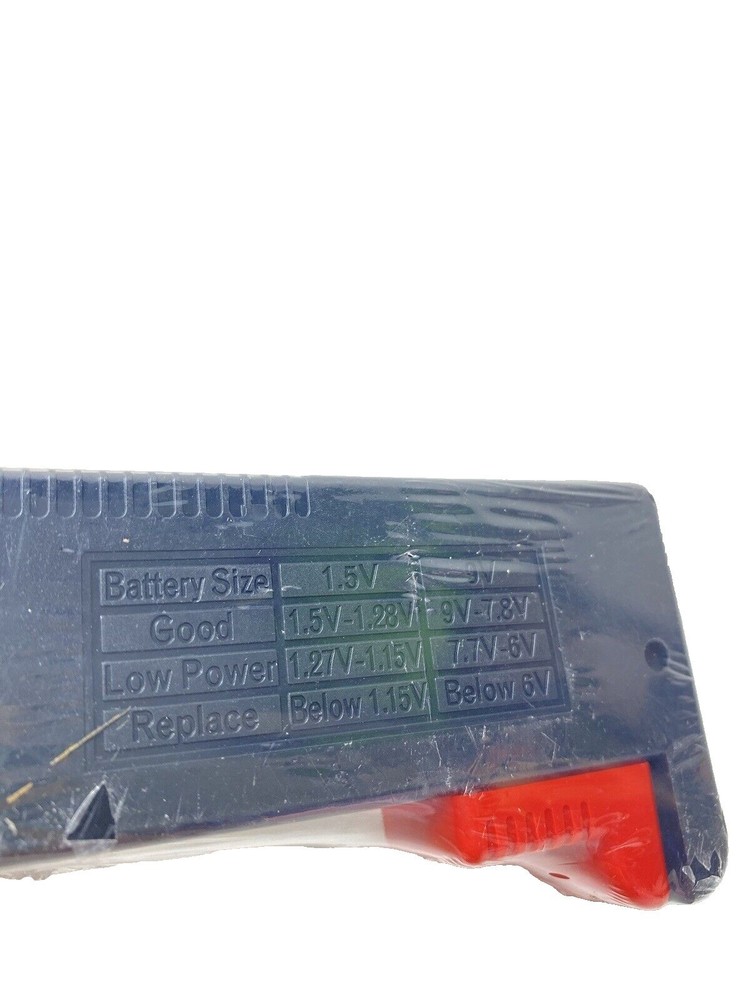 Battery Size 1.5V 9V
Good 1.5V-1.28V 9V-7.8V
Low Power 1.27V-1.15V 7.7V-6V
Replace Below 1.15V Below 6V